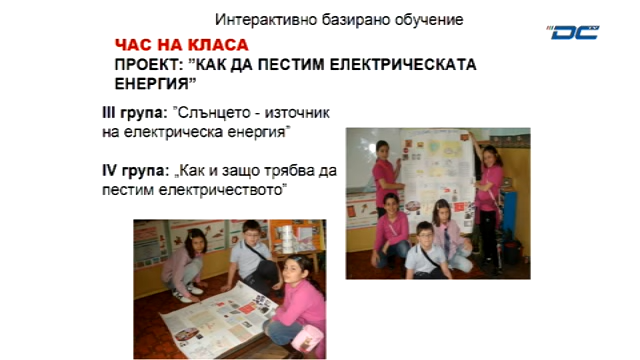 Интерактивно базирано обучение
DC
ЧАС НА КЛАСА
ПРОЕКТ: ”КАК ДА ПЕСТИМ ЕЛЕКТРИЧЕСКАТА
ЕНЕРГИЯ”
III група: ”Слънцето - източник
на електрическа енергия”
IV група: „Как и защо трябва да
пестим електричеството”